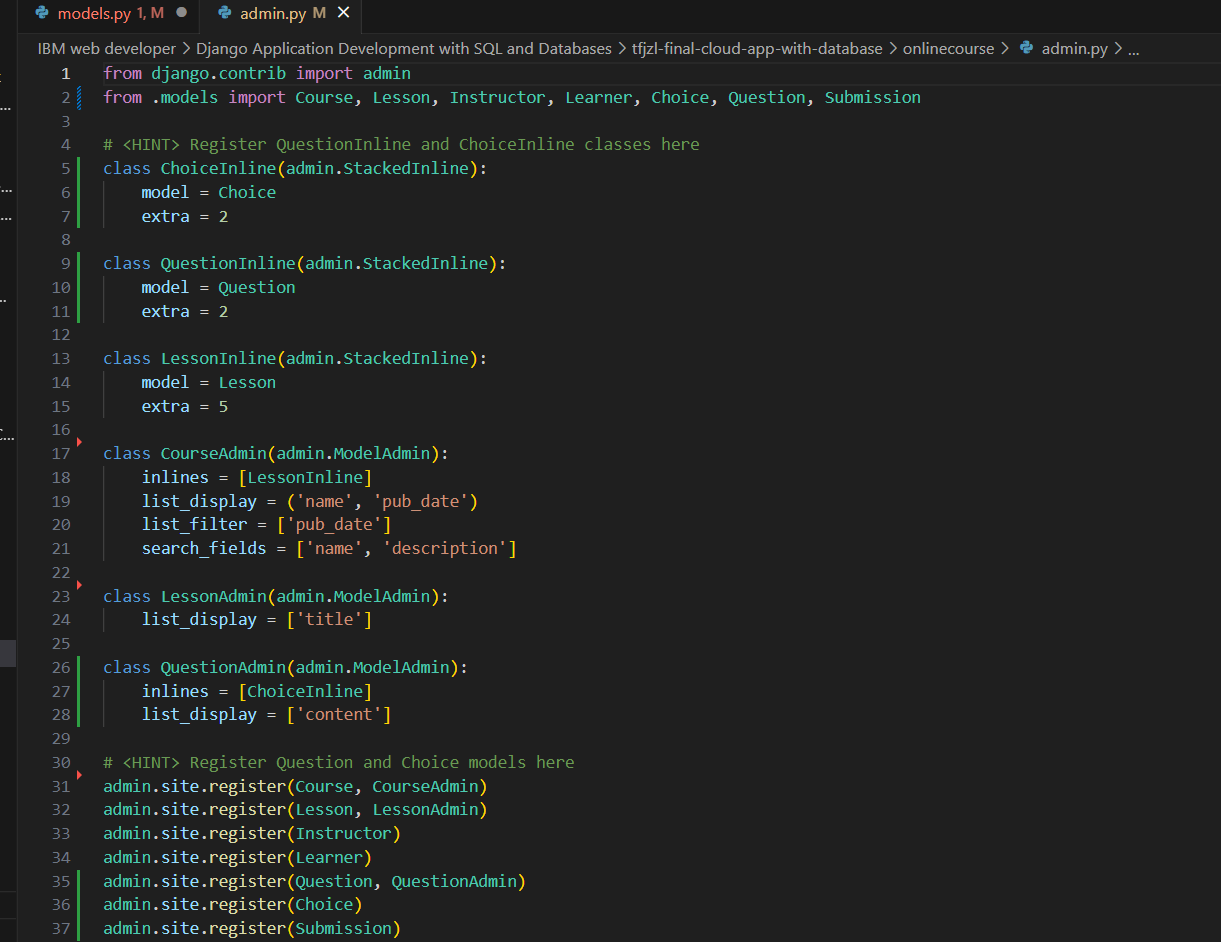 models.py 1, M ● admin.py M ×
IBM web developer > Django Application Development with SQL and Databases > tfjzl-final-cloud-app-with-database > onlinecourse > admin.py > ...
1 from django.contrib import admin
2 from .models import Course, Lesson, Instructor, Learner, Choice, Question, Submission
3
4 # <HINT> Register QuestionInline and ChoiceInline classes here
5 class ChoiceInline(admin.StackedInline):
6     model = Choice
7     extra = 2
8
9 class QuestionInline(admin.StackedInline):
10     model = Question
11     extra = 2
12
13 class LessonInline(admin.StackedInline):
14     model = Lesson
15     extra = 5
16
17 class CourseAdmin(admin.ModelAdmin):
18     inlines = [LessonInline]
19     list_display = ('name', 'pub_date')
20     list_filter = ['pub_date']
21     search_fields = ['name', 'description']
22
23 class LessonAdmin(admin.ModelAdmin):
24     list_display = ['title']
25
26 class QuestionAdmin(admin.ModelAdmin):
27     inlines = [ChoiceInline]
28     list_display = ['content']
29
30 # <HINT> Register Question and Choice models here
31 admin.site.register(Course, CourseAdmin)
32 admin.site.register(Lesson, LessonAdmin)
33 admin.site.register(Instructor)
34 admin.site.register(Learner)
35 admin.site.register(Question, QuestionAdmin)
36 admin.site.register(Choice)
37 admin.site.register(Submission)